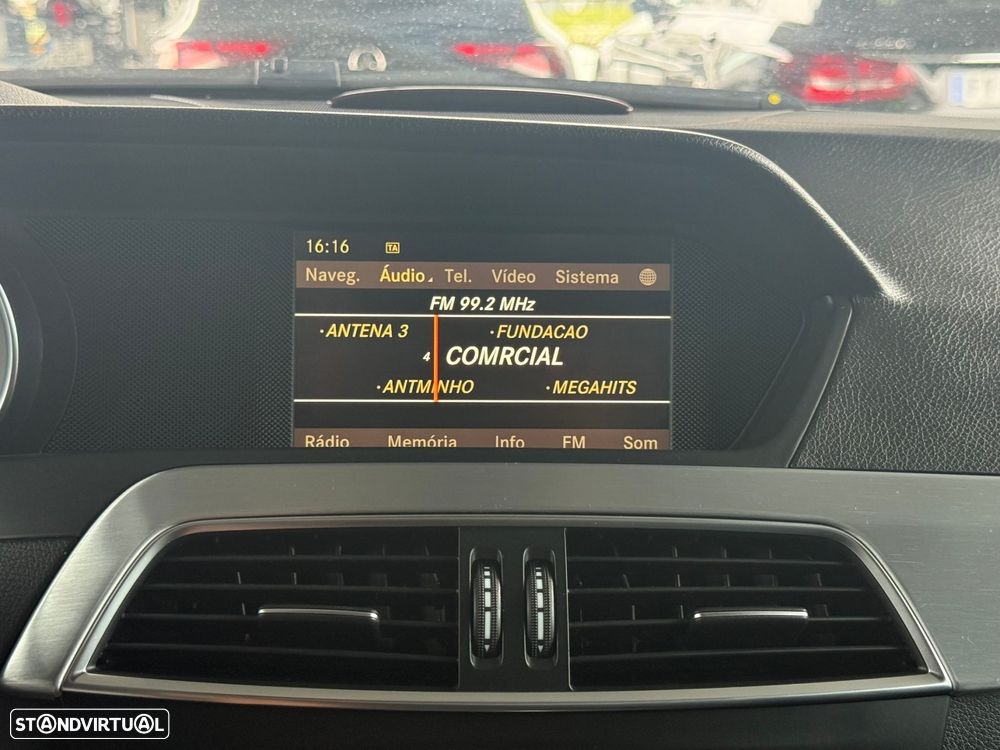 16:16 TA
Naveg. Áudio Tel. Vídeo Sistema
FM 99.2 MHz
·ANTENA 3 ·FUNDACAO
4 COMRCIAL
·ANTMINHO ·MEGAHITS
Rádio Memória Info FM Som
STANDVIRTUAL